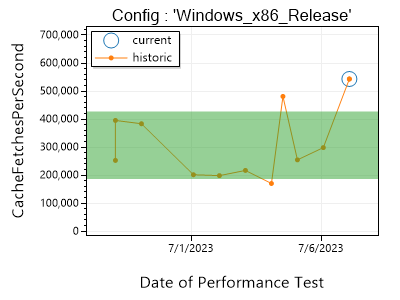 Config : 'Windows_x86_Release'
current
historic
700,000
600,000
500,000
400,000
300,000
200,000
100,000
0
CacheFetchesPerSecond
7/1/2023
7/6/2023
Date of Performance Test